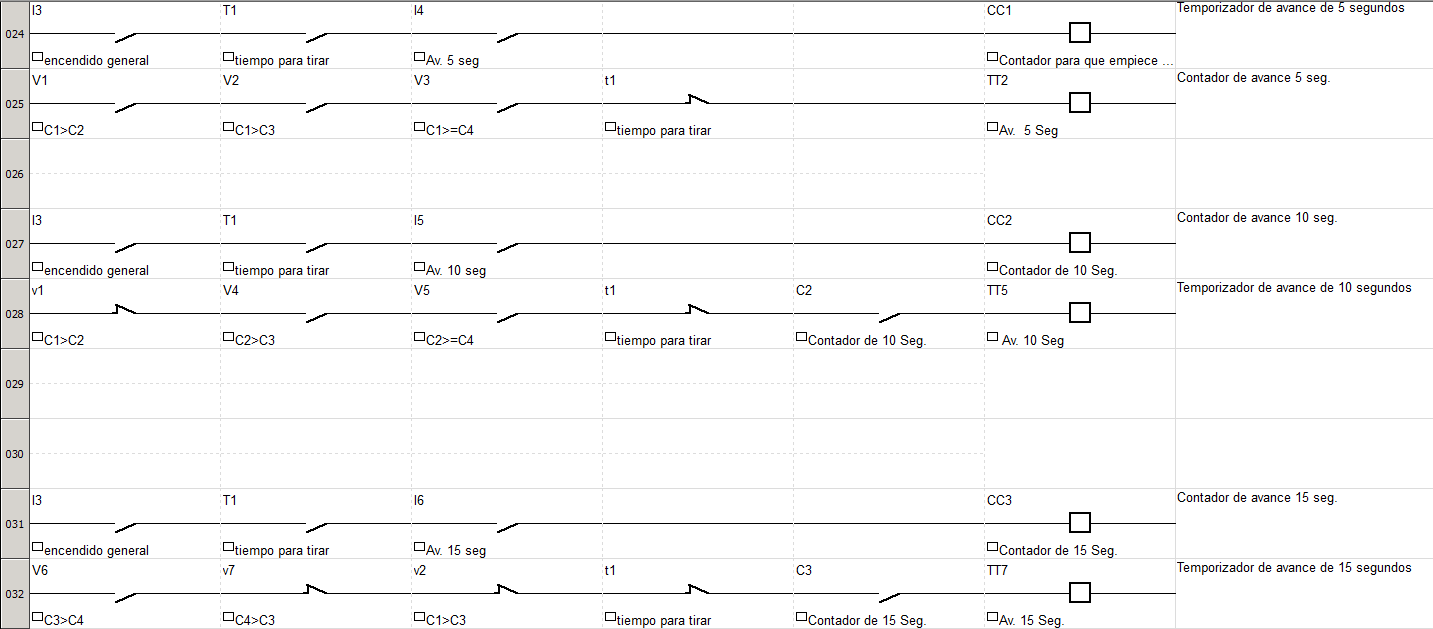 I3 T1 I4 CC1 Temporizador de avance de 5 segundos
024
encendido general tiempo para tirar Av. 5 seg Contador para que empiece ...
V1 V2 V3 t1 TT2 Contador de avance 5 seg.
025
C1>C2 C1>C3 C1>=C4 tiempo para tirar Av. 5 Seg
026
I3 T1 I5 CC2 Contador de avance 10 seg.
027
encendido general tiempo para tirar Av. 10 seg Contador de 10 Seg.
v1 V4 V5 t1 C2 TT5 Temporizador de avance de 10 segundos
028
C1>C2 C2>C3 C2>=C4 tiempo para tirar Contador de 10 Seg. Av. 10 Seg
029
030
I3 T1 I6 CC3 Contador de avance 15 seg.
031
encendido general tiempo para tirar Av. 15 seg Contador de 15 Seg.
V6 v7 v2 t1 C3 TT7 Temporizador de avance de 15 segundos
032
C3>C4 C4>C3 C1>C3 tiempo para tirar Contador de 15 Seg. Av. 15 Seg.